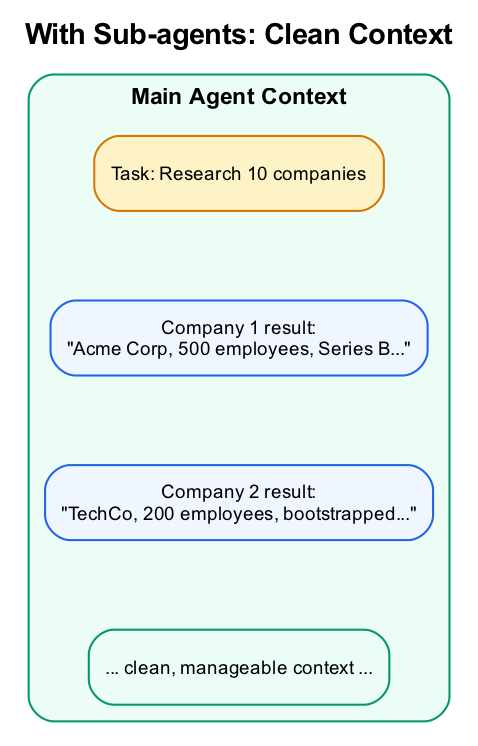 With Sub-agents: Clean Context
Main Agent Context
Task: Research 10 companies
Company 1 result:
"Acme Corp, 500 employees, Series B..."
Company 2 result:
"TechCo, 200 employees, bootstrapped..."
... clean, manageable context ...